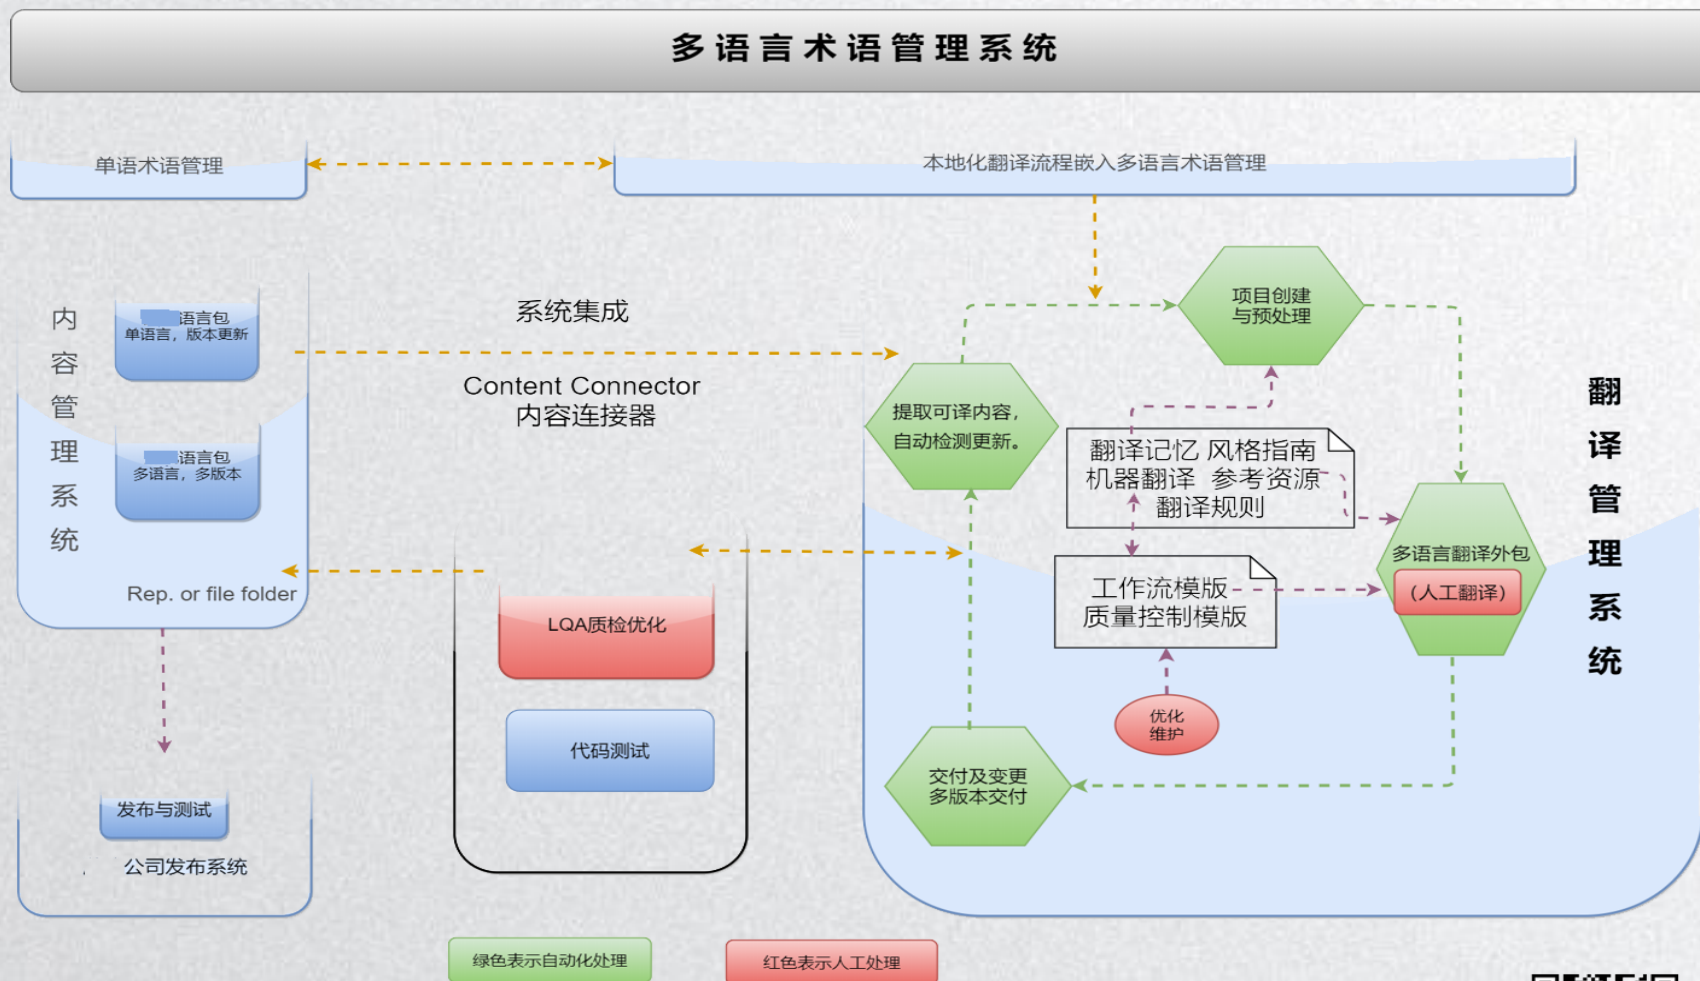 多语言术语管理系统
单语术语管理
本地化翻译流程嵌入多语言术语管理
内容管理系统
语言包
单语言，版本更新
语言包
多语言，多版本
Rep. or file folder
系统集成
Content Connector
内容连接器
提取可译内容，
自动检测更新。
项目创建
与预处理
翻译记忆 风格指南
机器翻译 参考资源
翻译规则
工作流模版
质量控制模版
多语言翻译外包
（人工翻译）
优化
维护
交付及变更
多版本交付
翻译管理系统
LQA质检优化
代码测试
发布与测试
公司发布系统
绿色表示自动化处理
红色表示人工处理